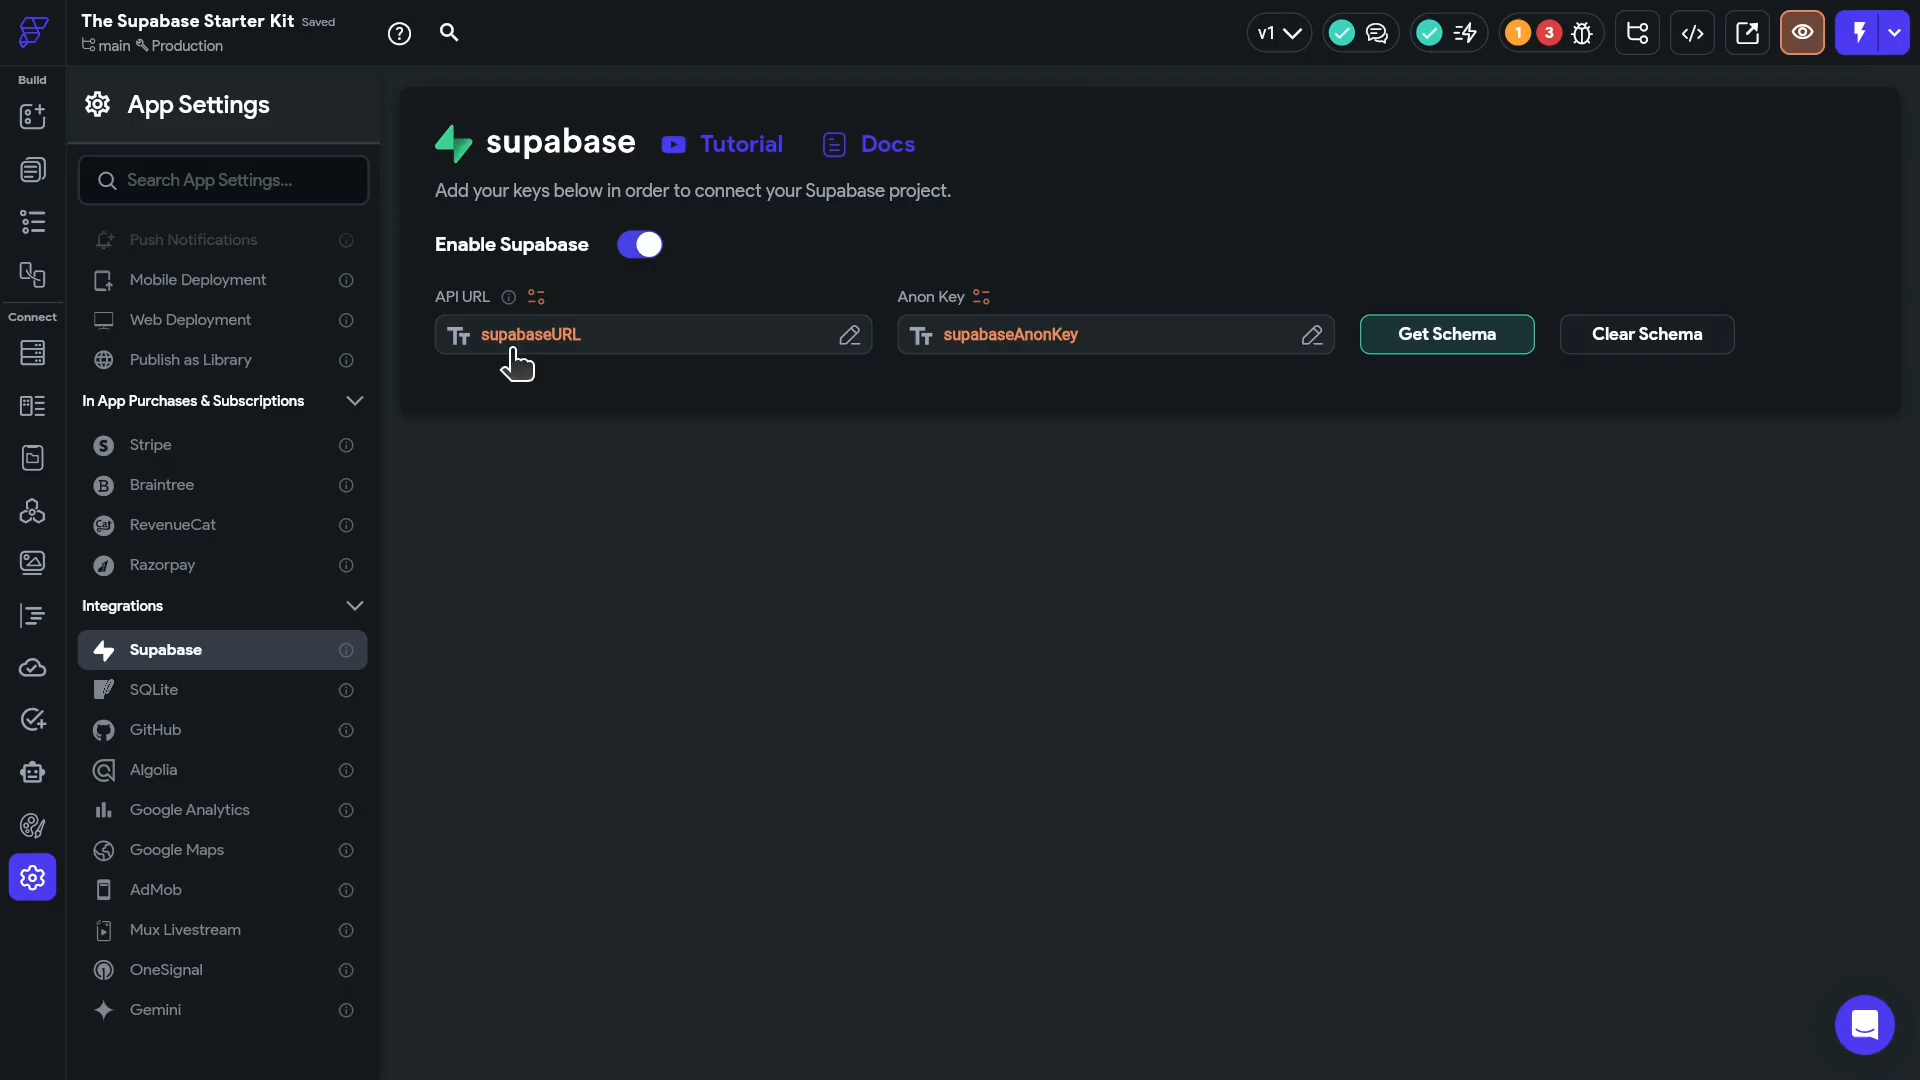 The Supabase Starter Kit Saved
main Production
v1
1 3
Build
Connect
App Settings
Search App Settings...
Push Notifications
Mobile Deployment
Web Deployment
Publish as Library
In App Purchases & Subscriptions
Stripe
Braintree
RevenueCat
Razorpay
Integrations
Supabase
SQLite
GitHub
Algolia
Google Analytics
Google Maps
AdMob
Mux Livestream
OneSignal
Gemini
supabase Tutorial Docs
Add your keys below in order to connect your Supabase project.
Enable Supabase
API URL Anon Key
supabaseURL supabaseAnonKey Get Schema Clear Schema